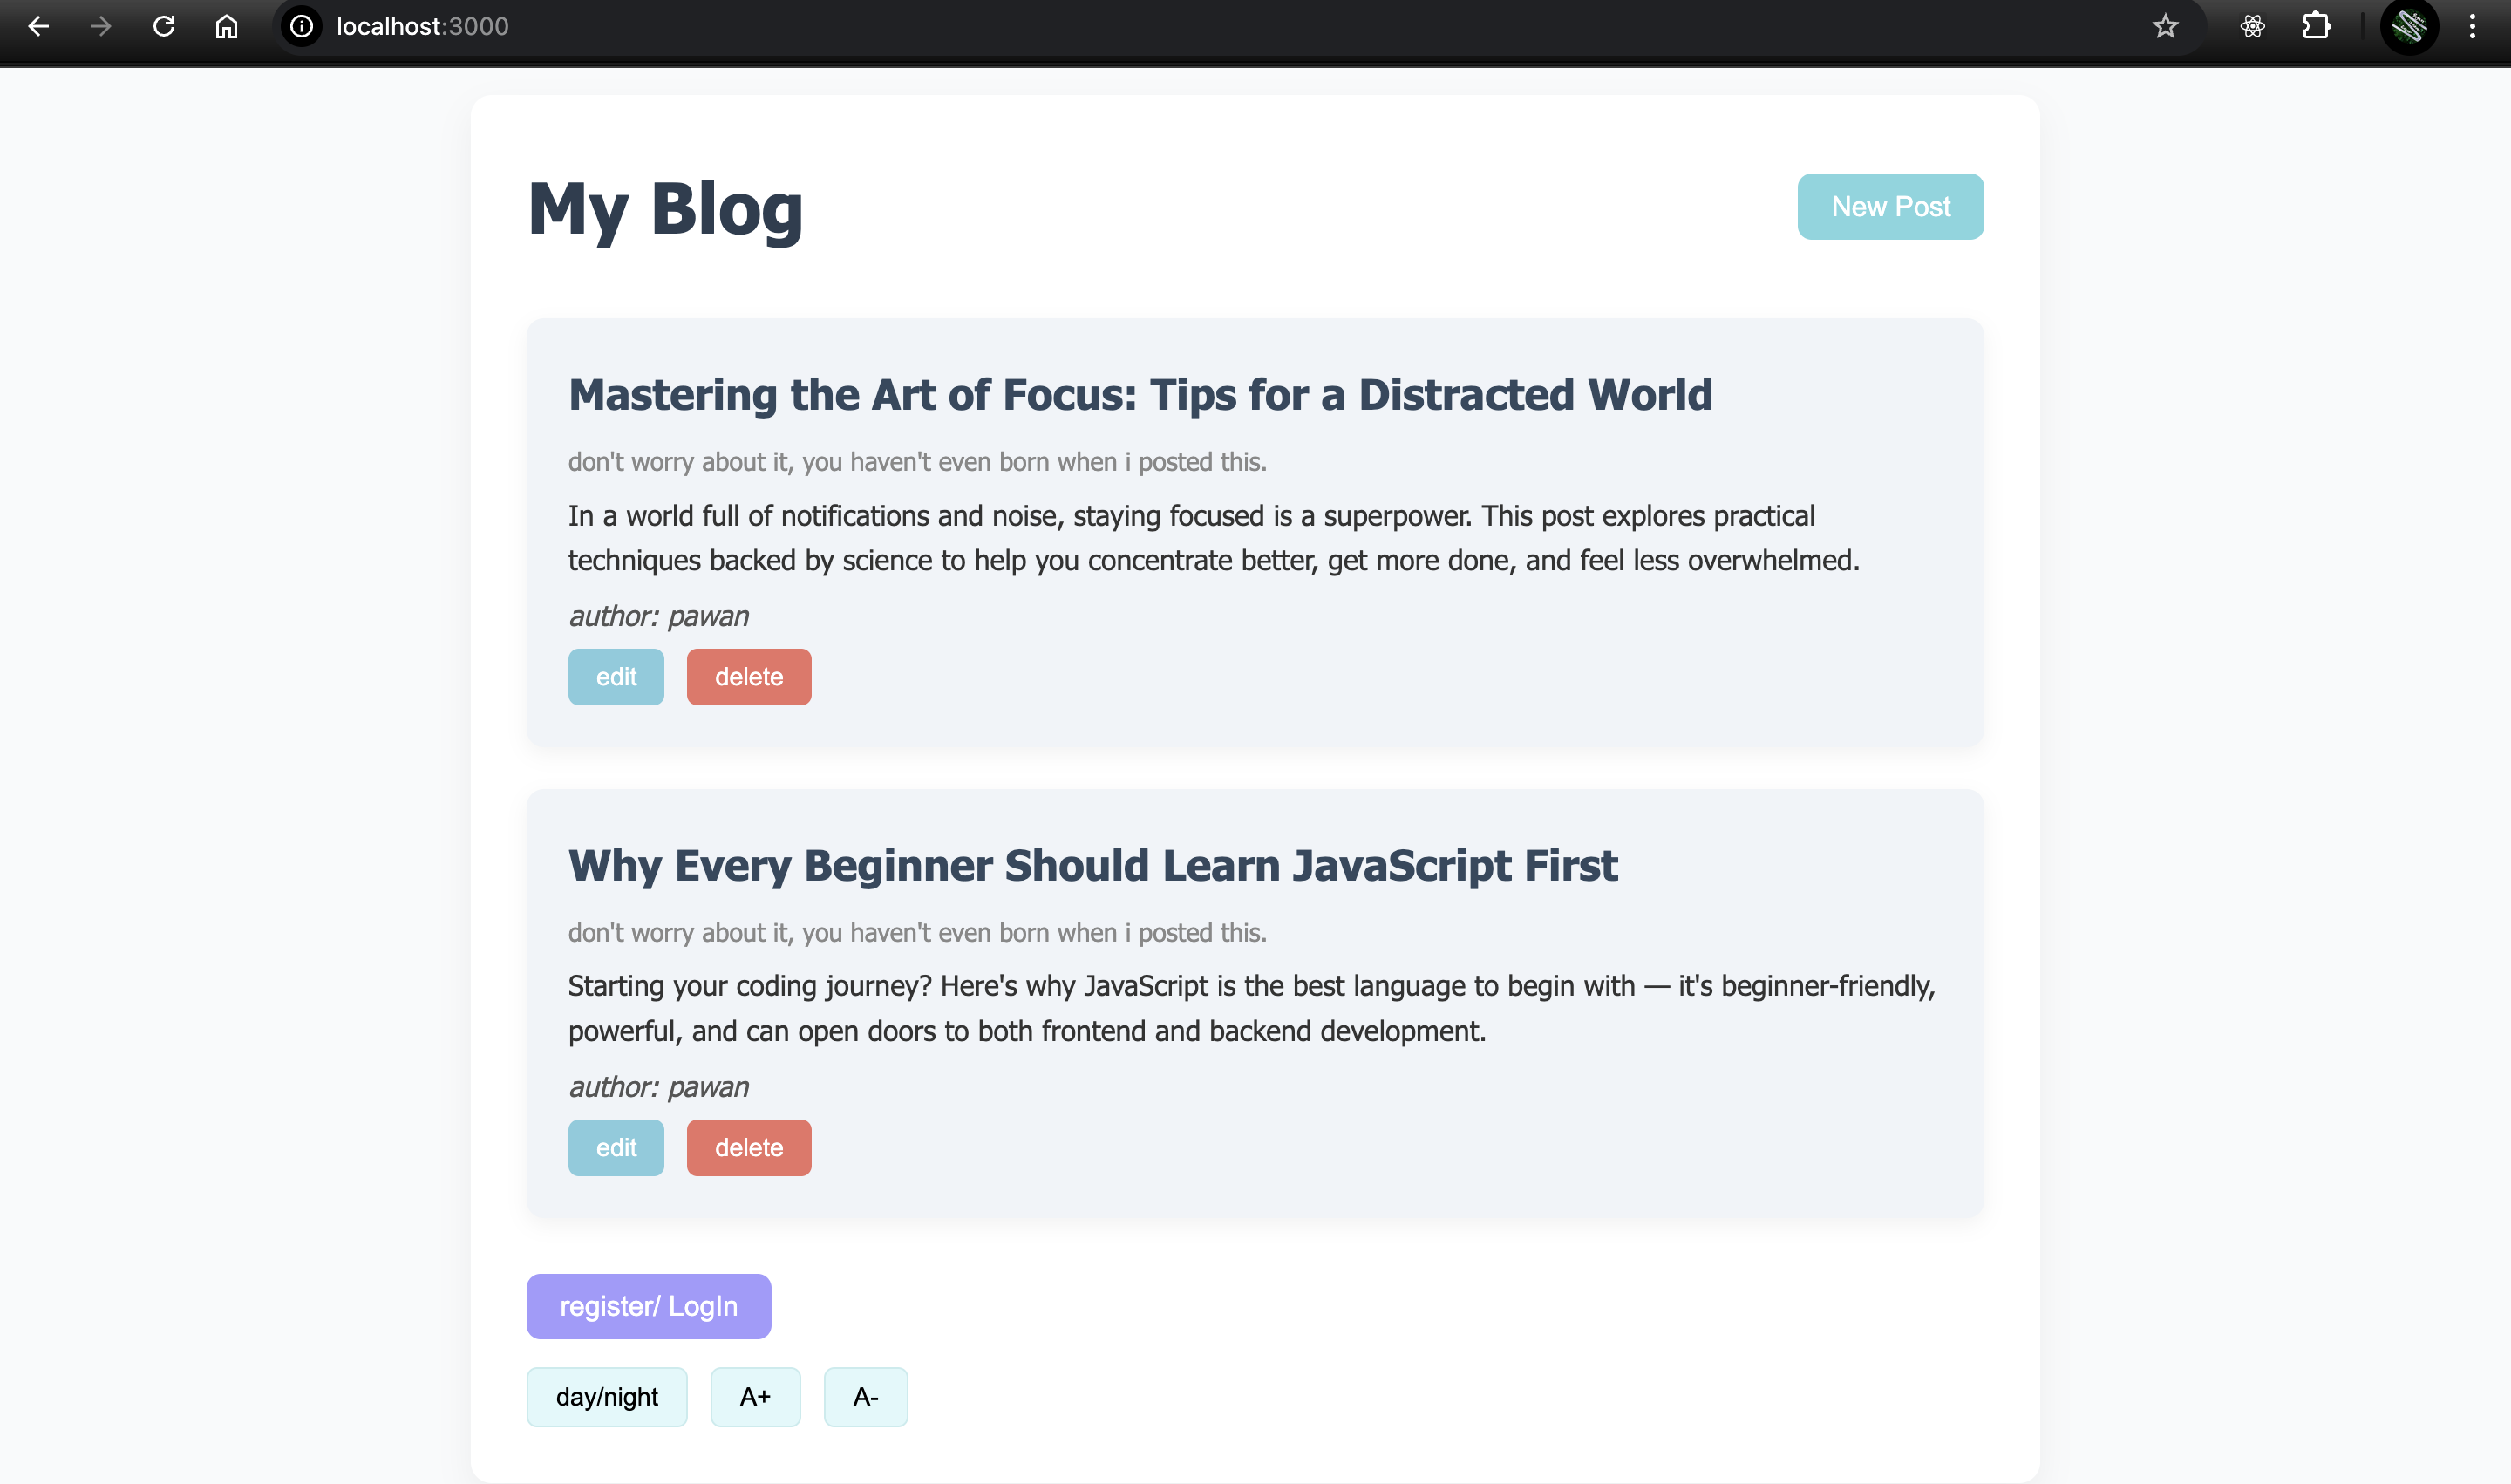 localhost:3000
My Blog
New Post
Mastering the Art of Focus: Tips for a Distracted World
don't worry about it, you haven't even born when i posted this.
In a world full of notifications and noise, staying focused is a superpower. This post explores practical
techniques backed by science to help you concentrate better, get more done, and feel less overwhelmed.
author: pawan
edit delete
Why Every Beginner Should Learn JavaScript First
don't worry about it, you haven't even born when i posted this.
Starting your coding journey? Here's why JavaScript is the best language to begin with — it's beginner-friendly,
powerful, and can open doors to both frontend and backend development.
author: pawan
edit delete
register/ LogIn
day/night A+ A-